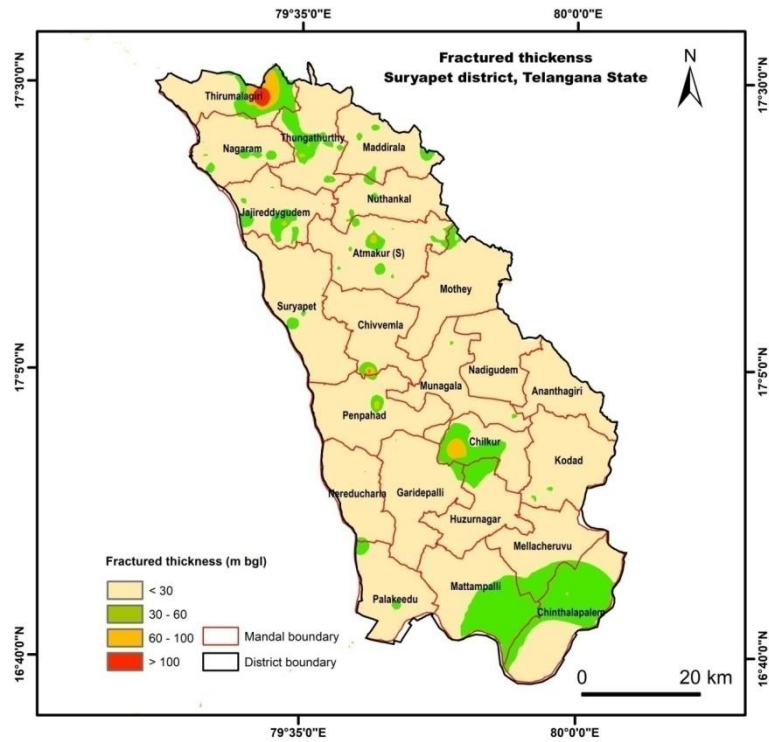 79°35'0"E
80°0'0"E
Fractured thickenss
Suryapet district, Telangana State
N
17°30'0"N
17°30'0"N
Thirumalagiri
Thungathurthy
Nagaram
Maddirala
Nuthankal
Jajireddygudem
Atmakur (S)
Mothey
Suryapet
Chivvemla
17°5'0"N
17°5'0"N
Nadigudem
Munagala
Ananthagiri
Penpahad
Chilkur
Kodad
Nereducharla
Garidepalli
Huzurnagar
Mellacheruvu
Fractured thickness (m bgl)
< 30
30 - 60
60 - 100
> 100
Mandal boundary
District boundary
Mattampalli
Palakeedu
Chinthalapalem
16°40'0"N
16°40'0"N
0
20 km
79°35'0"E
80°0'0"E